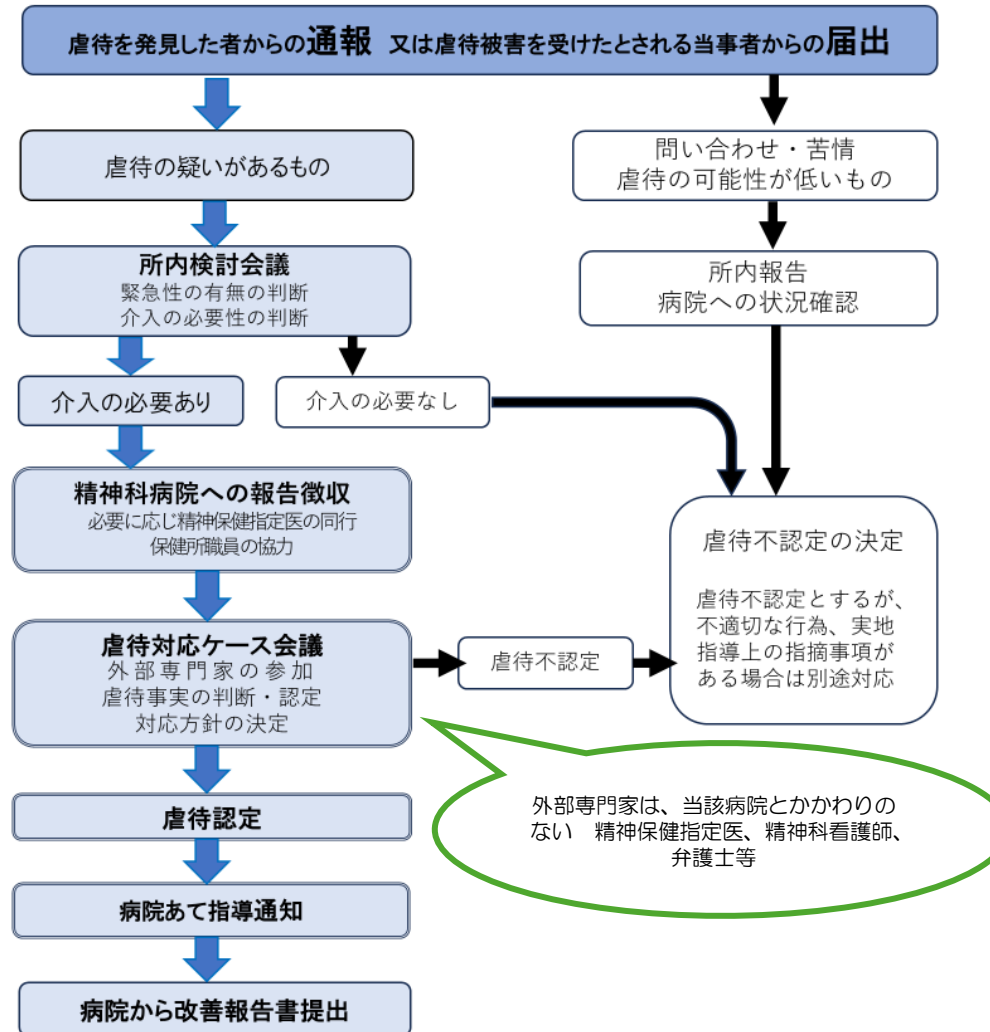 虐待を発見した者からの通報 又は虐待被害を受けたとされる当事者からの届出
虐待の疑いがあるもの
問い合わせ・苦情
虐待の可能性が低いもの
所内検討会議
緊急性の有無の判断
介入の必要性の判断
所内報告
病院への状況確認
介入の必要あり
介入の必要なし
精神科病院への報告徴収
必要に応じ精神保健指定医の同行
保健所職員の協力
虐待対応ケース会議
外部専門家の参加
虐待事実の判断・認定
対応方針の決定
虐待不認定
虐待不認定の決定
虐待不認定とするが、
不適切な行為、実地
指導上の指摘事項が
ある場合は別途対応
外部専門家は、当該病院とかかわりの
ない 精神保健指定医、精神科看護師、
弁護士等
虐待認定
病院あて指導通知
病院から改善報告書提出